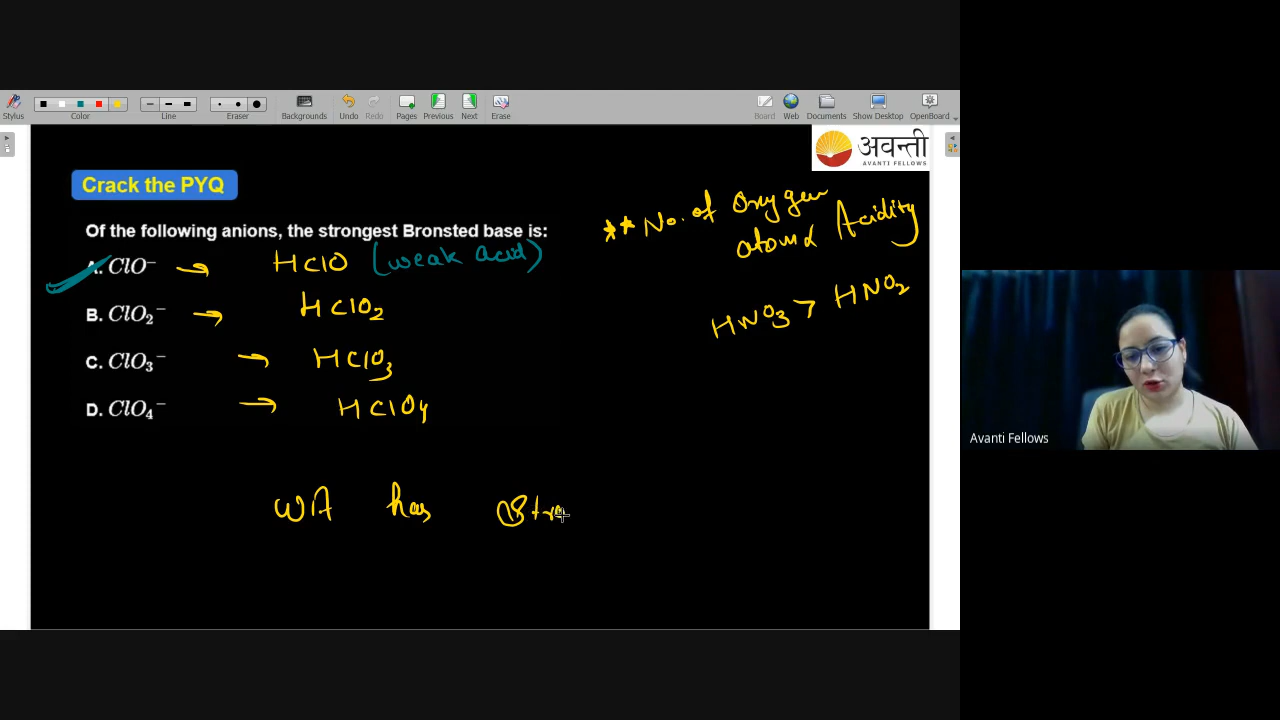 Stylus
Color
Line
Eraser
Backgrounds
Undo
Redo
Pages
Previous
Next
Erase
Board
Web
Documents
Show Desktop
OpenBoard
अवन्ती
AVANTI FELLOWS
Crack the PYQ
Of the following anions, the strongest Bronsted base is:
A. ClO⁻ → HClO (weak acid)
B. ClO₂⁻ → HClO₂
C. ClO₃⁻ → HClO₃
D. ClO₄⁻ → HClO₄
** No. of Oxygen
atom α Acidity
HNO₃ > HNO₂
WA has Stro
Avanti Fellows